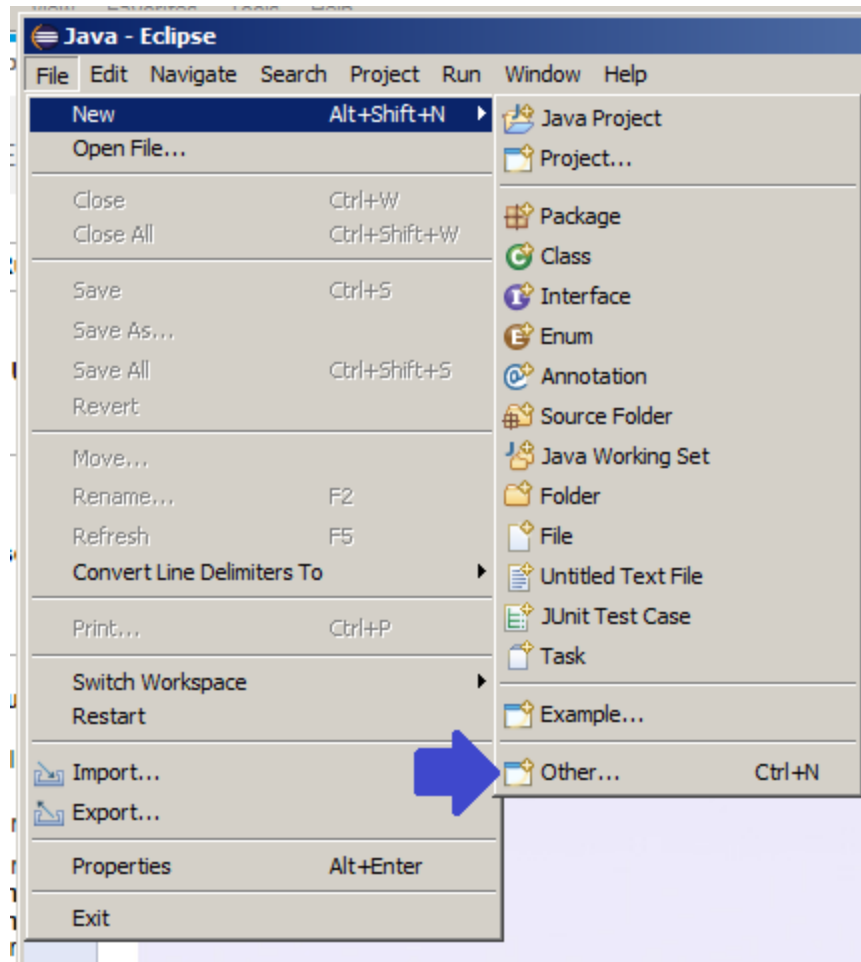 Java - Eclipse
File Edit Navigate Search Project Run Window Help
New Alt+Shift+N
Open File...
Close Ctrl+W
Close All Ctrl+Shift+W
Save Ctrl+S
Save As...
Save All Ctrl+Shift+S
Revert
Move...
Rename... F2
Refresh F5
Convert Line Delimiters To
Print... Ctrl+P
Switch Workspace
Restart
Import...
Export...
Properties Alt+Enter
Exit
Java Project
Project...
Package
Class
Interface
Enum
Annotation
Source Folder
Java Working Set
Folder
File
Untitled Text File
JUnit Test Case
Task
Example...
Other... Ctrl+N